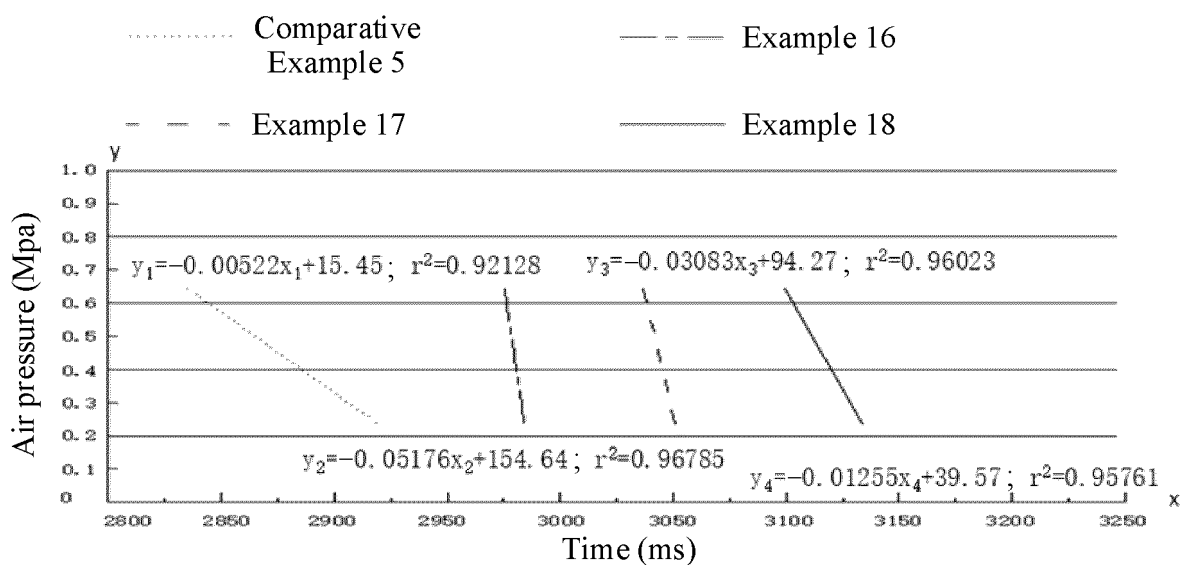 Comparative
Example 5
Example 16
Example 17
Example 18
y
1.0
0.9
0.8
0.7
0.6
0.5
0.4
0.3
0.2
0.1
0
Air pressure (Mpa)
y₁=−0.00522x₁+15.45; r²=0.92128
y₃=−0.03083x₃+94.27; r²=0.96023
y₂=−0.05176x₂+154.64; r²=0.96785
y₄=−0.01255x₄+39.57; r²=0.95761
x
2800 2850 2900 2950 3000 3050 3100 3150 3200 3250
Time (ms)